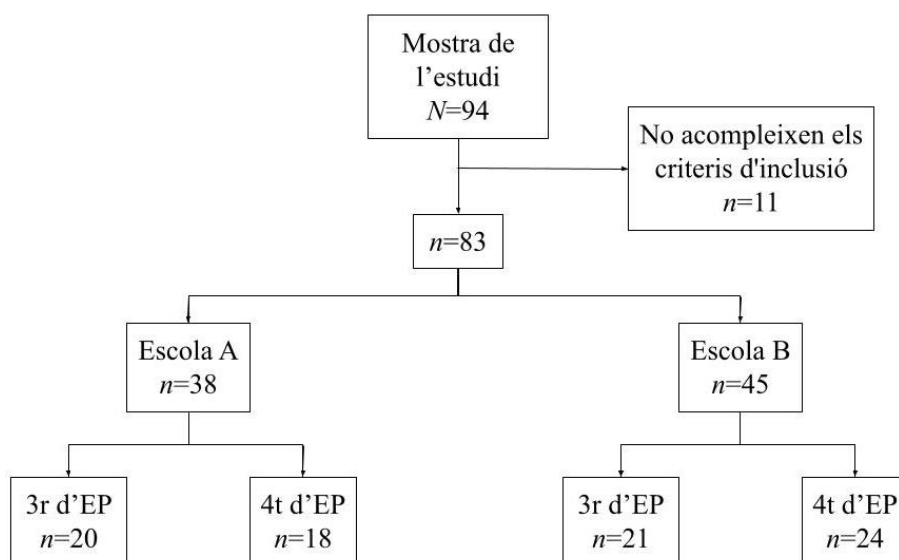 Mostra de
l’estudi
N=94
No acompleixen els
criteris d'inclusió
n=11
n=83
Escola A
n=38
Escola B
n=45
3r d’EP
n=20
4t d’EP
n=18
3r d’EP
n=21
4t d’EP
n=24